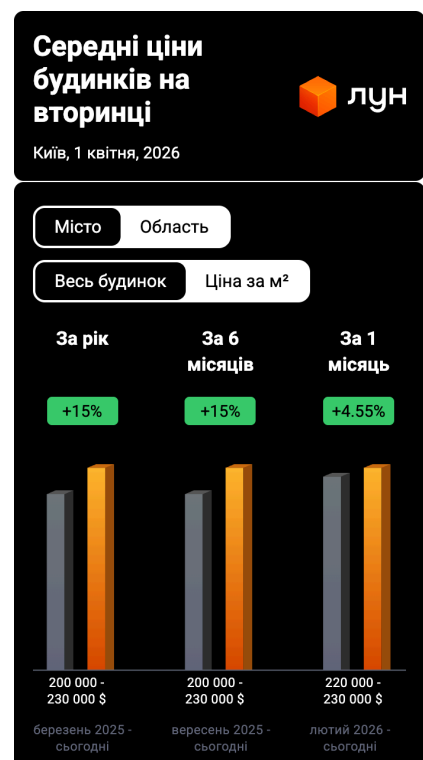 Середні ціни
будинків на
вторинці
лун
Київ, 1 квітня, 2026
Місто Область
Весь будинок Ціна за м²
За рік За 6 За 1
місяців місяць
+15% +15% +4.55%
200 000 - 200 000 - 220 000 -
230 000 $ 230 000 $ 230 000 $
березень 2025 - вересень 2025 - лютий 2026 -
сьогодні сьогодні сьогодні